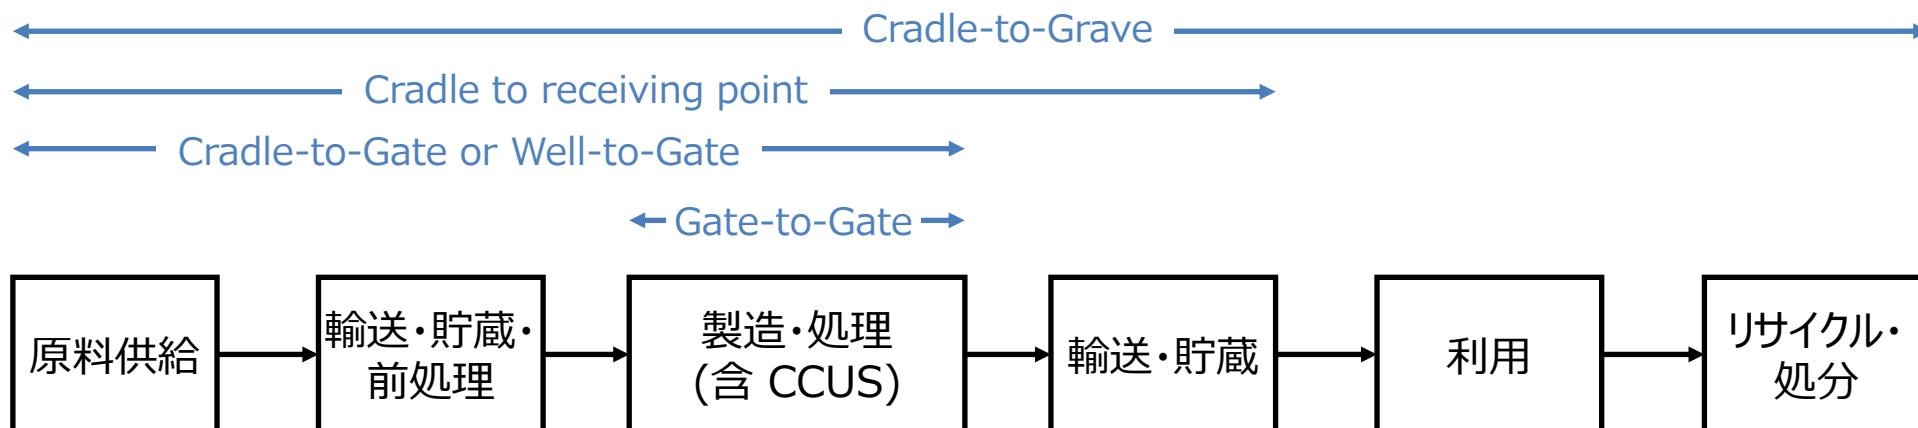 Cradle-to-Grave
Cradle to receiving point
Cradle-to-Gate or Well-to-Gate
Gate-to-Gate
原料供給
輸送・貯蔵・
前処理
製造・処理
(含 CCUS)
輸送・貯蔵
利用
リサイクル・
処分